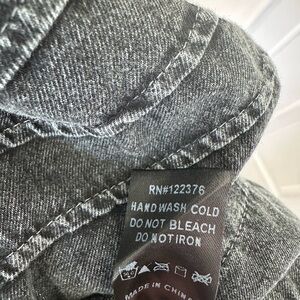 RN#122376
HAND WASH COLD
DO NOT BLEACH
DO NOT IRON
MADE IN CHINA